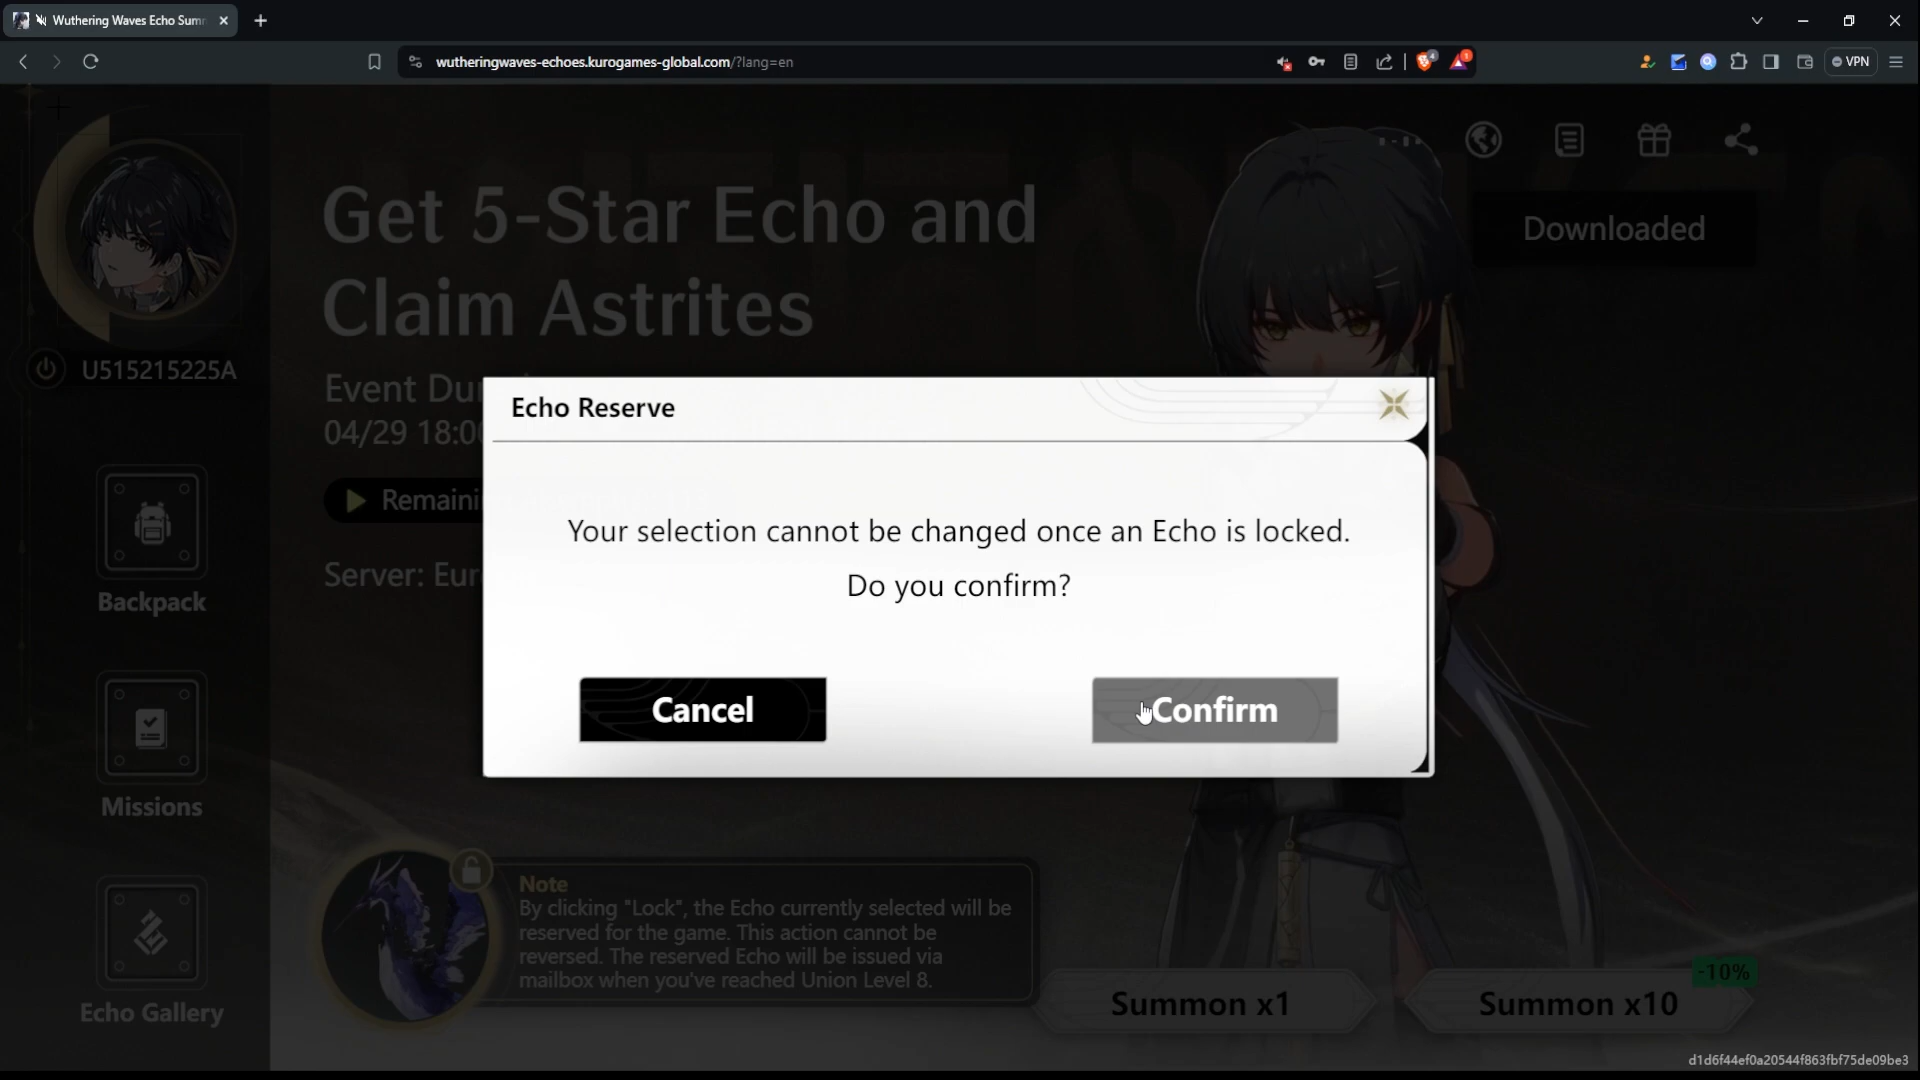 Wuthering Waves Echo Sum
wutheringwaves-echoes.kurogames-global.com/?lang=en
4
1
VPN
Get 5-Star Echo and
Claim Astrites
Downloaded
U515215225A
Event Du
04/29 18:0
Echo Reserve
Remaini
Your selection cannot be changed once an Echo is locked.
Do you confirm?
Server: Eur
Backpack
Cancel
Confirm
Missions
Note
By clicking "Lock", the Echo currently selected will be
reserved for the game. This action cannot be
reversed. The reserved Echo will be issued via
mailbox when you've reached Union Level 8.
-10%
Summon x1
Summon x10
Echo Gallery
d1d6f44ef0a20544f863fbf75de09be3